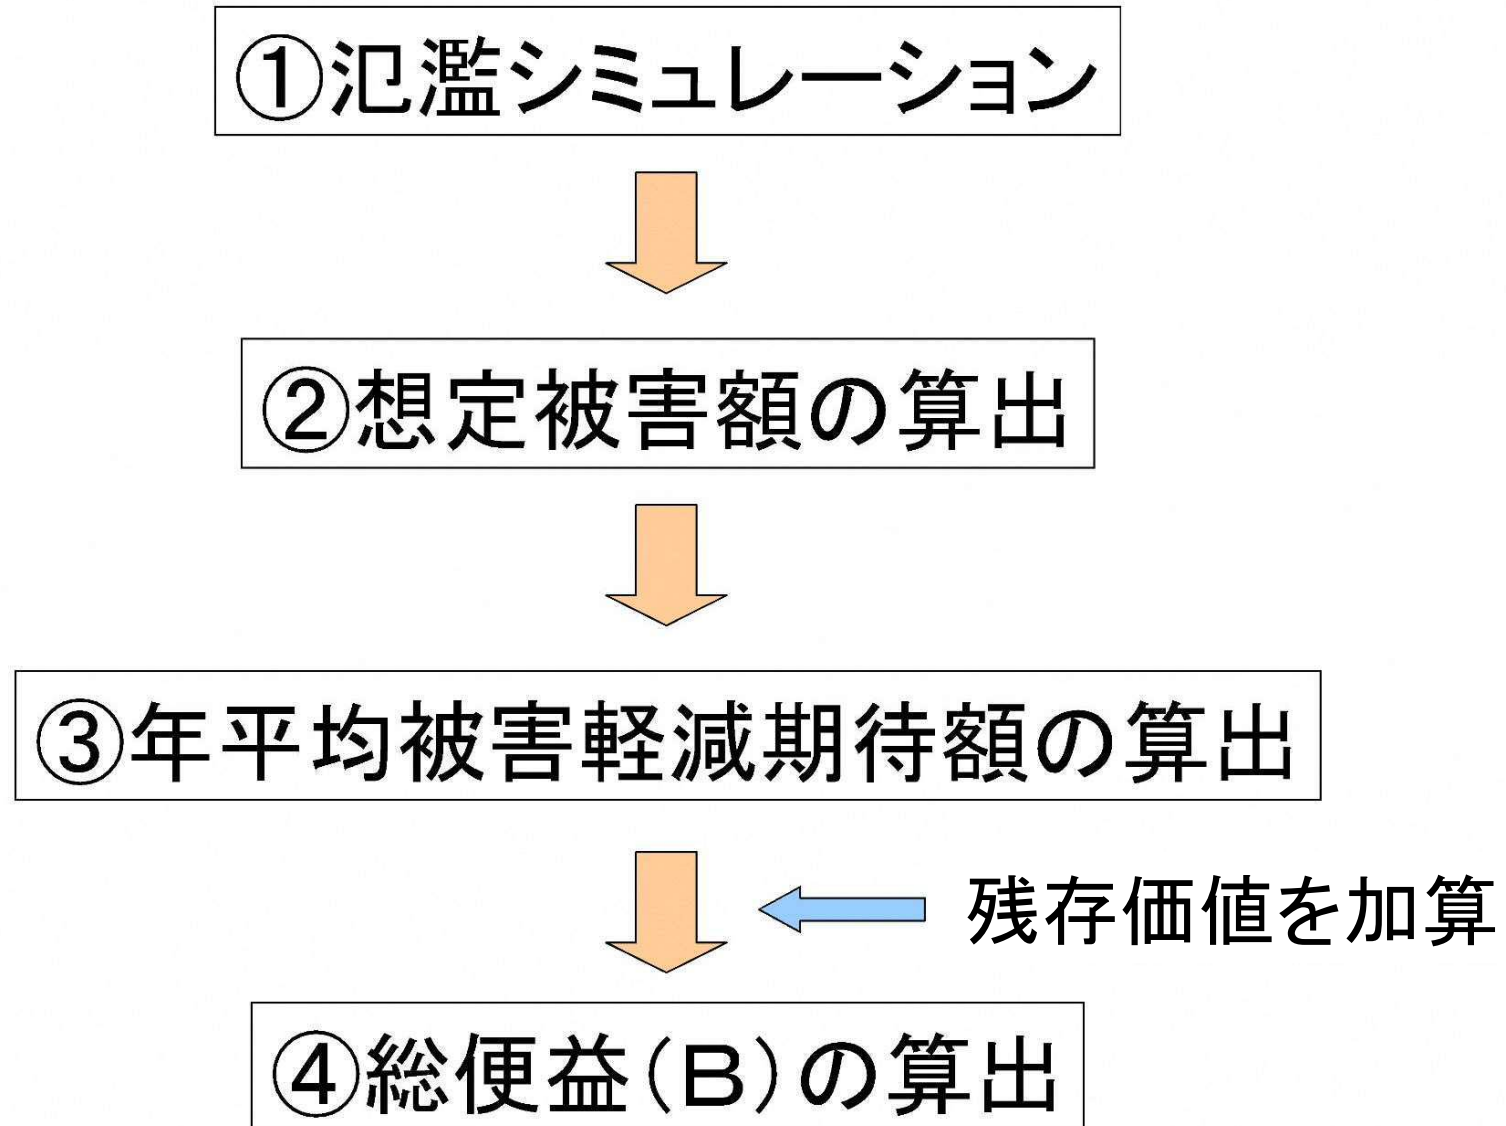 ①氾濫シミュレーション
②想定被害額の算出
③年平均被害軽減期待額の算出
残存価値を加算
④総便益（Ｂ）の算出